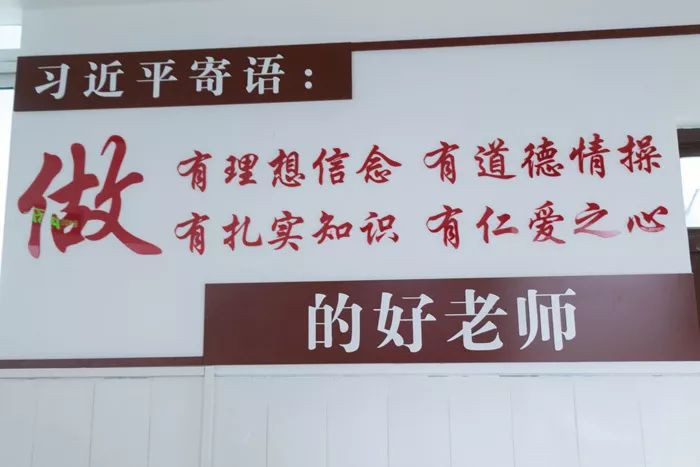 习近平寄语：
做
有理想信念 有道德情操
有扎实知识 有仁爱之心
的好老师